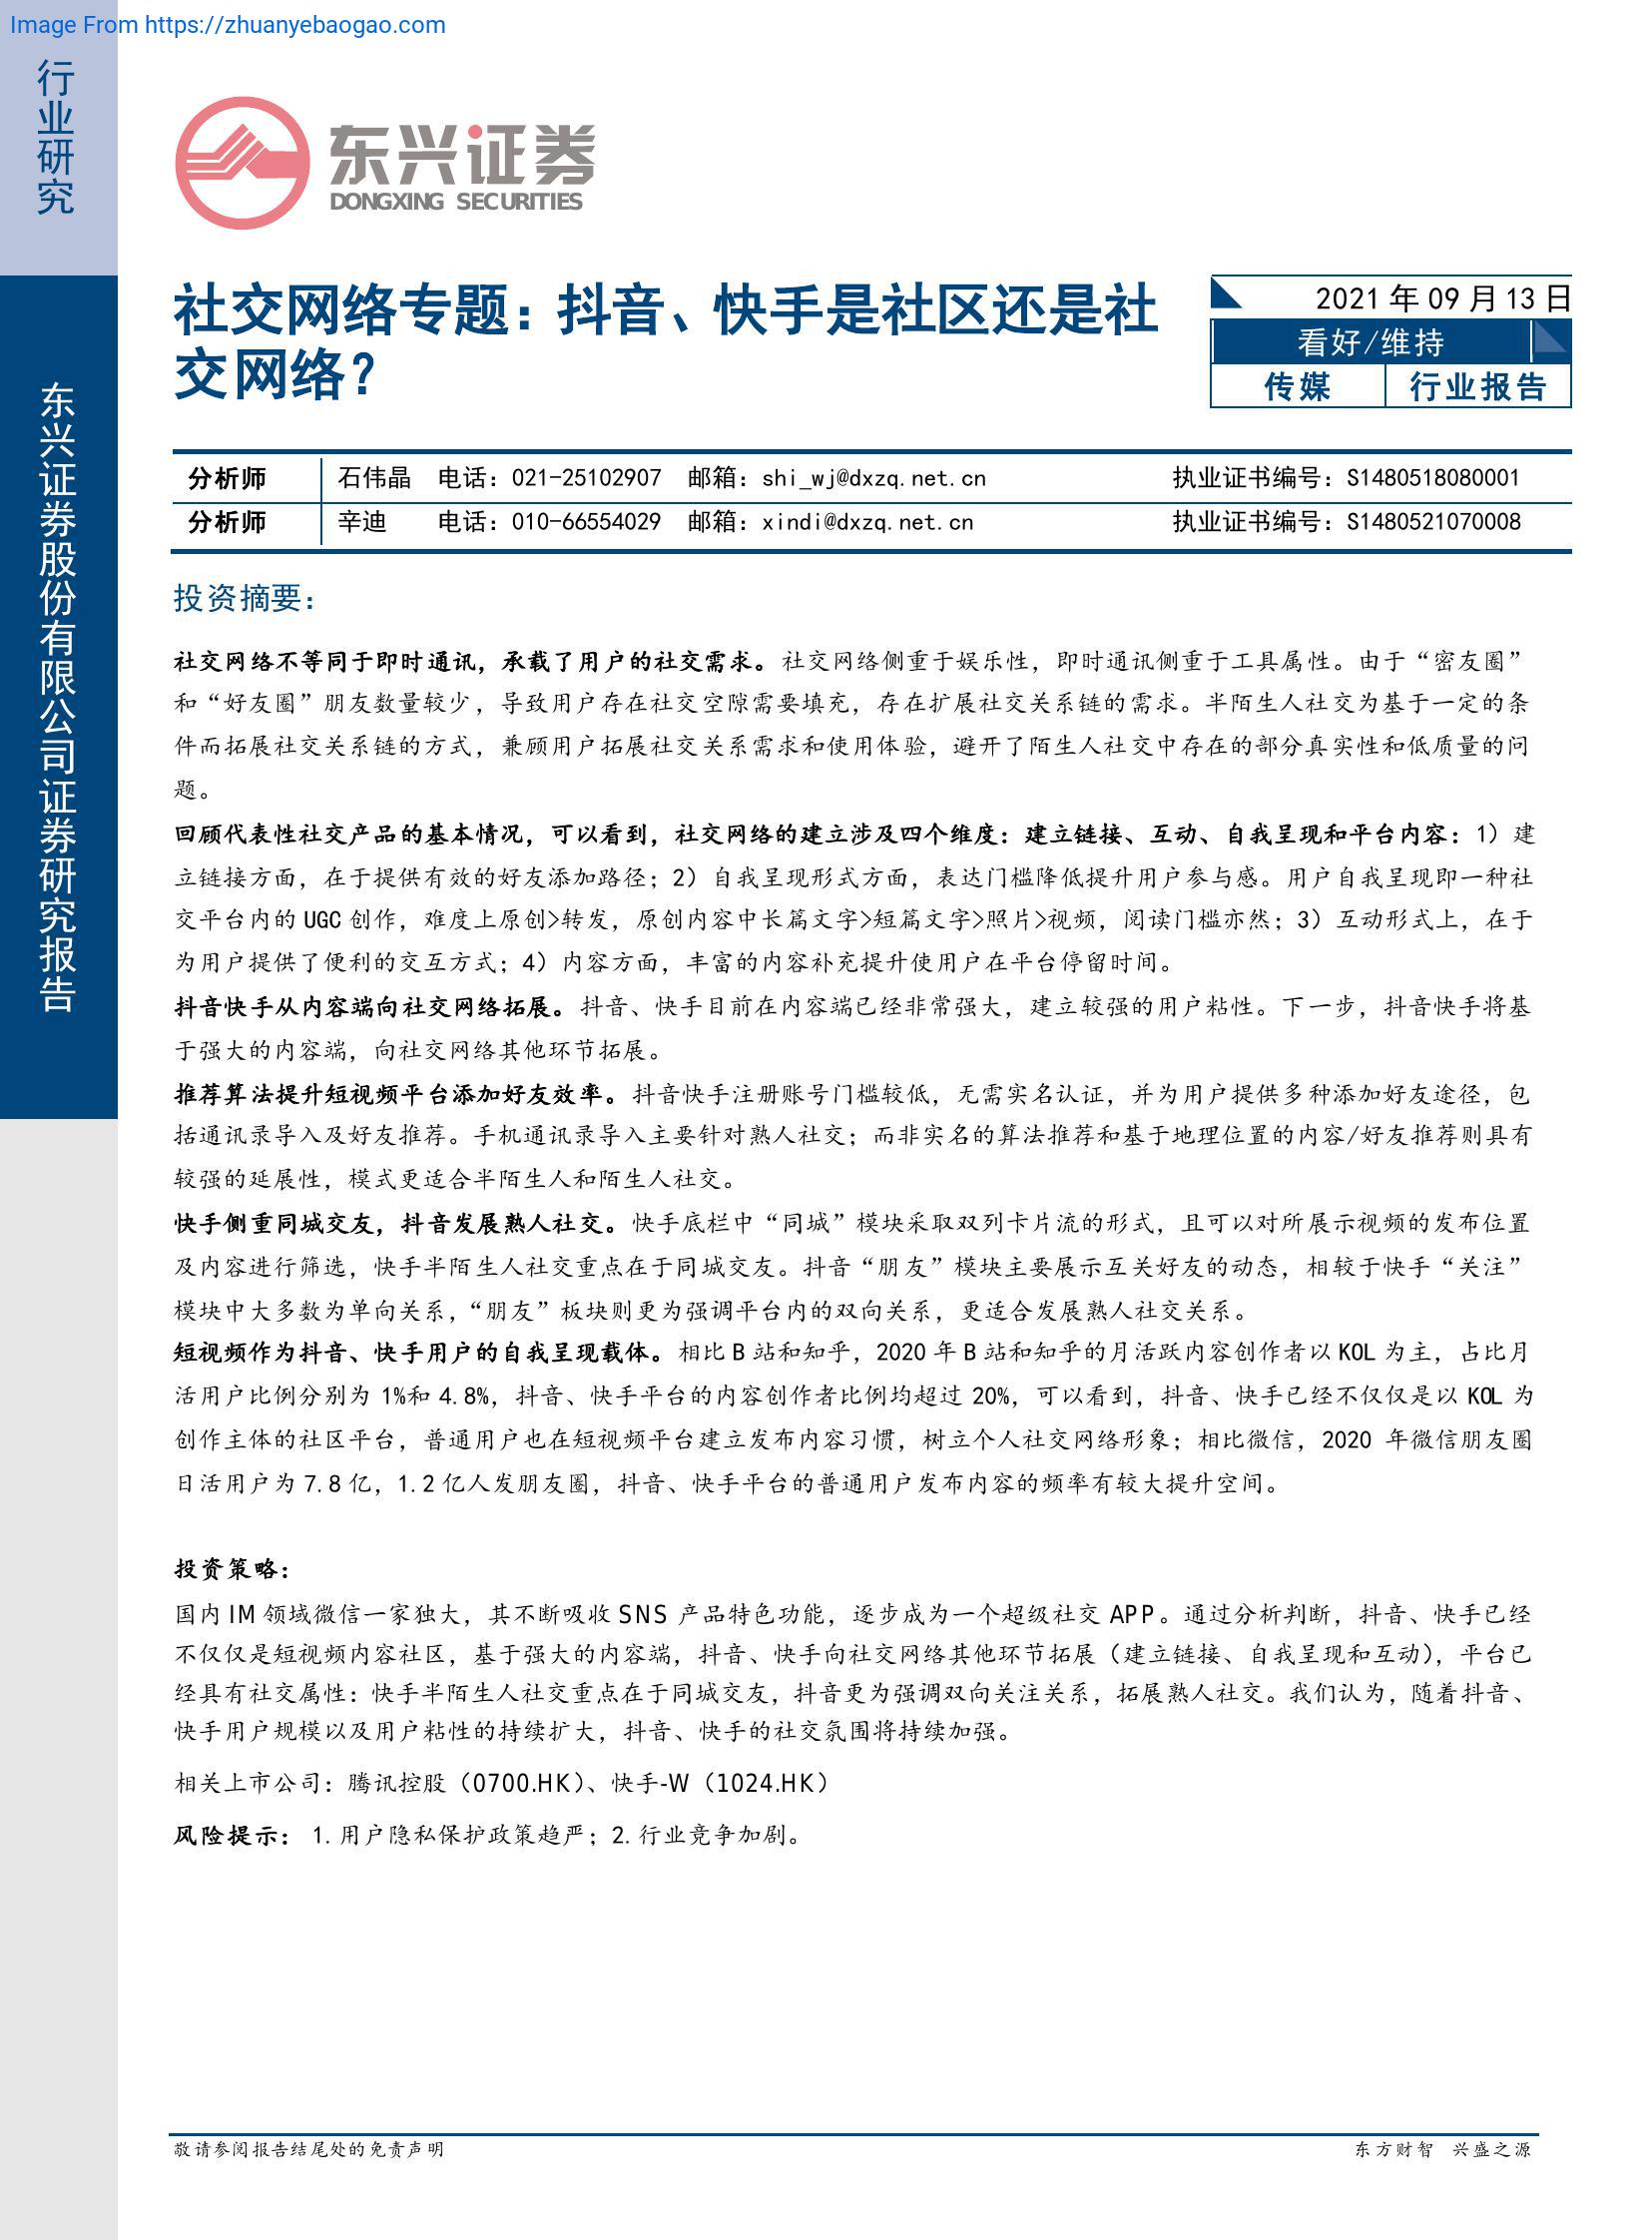 Image From https://zhuanyebaogao.com
行业研究
东兴证券股份有限公司证券研究报告
东兴证券
DONGXING SECURITIES
社交网络专题：抖音、快手是社区还是社
交网络？
2021 年 09 月 13 日
看好/维持
传媒 行业报告
分析师 石伟晶 电话：021-25102907 邮箱：shi_wj@dxzq.net.cn 执业证书编号：S1480518080001
分析师 辛迪 电话：010-66554029 邮箱：xindi@dxzq.net.cn 执业证书编号：S1480521070008
投资摘要：
社交网络不等同于即时通讯，承载了用户的社交需求。社交网络侧重于娱乐性，即时通讯侧重于工具属性。由于“密友圈”
和“好友圈”朋友数量较少，导致用户存在社交空隙需要填充，存在扩展社交关系链的需求。半陌生人社交为基于一定的条
件而拓展社交关系链的方式，兼顾用户拓展社交关系需求和使用体验，避开了陌生人社交中存在的部分真实性和低质量的问
题。
回顾代表性社交产品的基本情况，可以看到，社交网络的建立涉及四个维度：建立链接、互动、自我呈现和平台内容：1）建
立链接方面，在于提供有效的好友添加路径；2）自我呈现形式方面，表达门槛降低提升用户参与感。用户自我呈现即一种社
交平台内的 UGC 创作，难度上原创>转发，原创内容中长篇文字>短篇文字>照片>视频，阅读门槛亦然；3）互动形式上，在于
为用户提供了便利的交互方式；4）内容方面，丰富的内容补充提升使用户在平台停留时间。
抖音快手从内容端向社交网络拓展。抖音、快手目前在内容端已经非常强大，建立较强的用户粘性。下一步，抖音快手将基
于强大的内容端，向社交网络其他环节拓展。
推荐算法提升短视频平台添加好友效率。抖音快手注册账号门槛较低，无需实名认证，并为用户提供多种添加好友途径，包
括通讯录导入及好友推荐。手机通讯录导入主要针对熟人社交；而非实名的算法推荐和基于地理位置的内容/好友推荐则具有
较强的延展性，模式更适合半陌生人和陌生人社交。
快手侧重同城交友，抖音发展熟人社交。快手底栏中“同城”模块采取双列卡片流的形式，且可以对所展示视频的发布位置
及内容进行筛选，快手半陌生人社交重点在于同城交友。抖音“朋友”模块主要展示互关好友的动态，相较于快手“关注”
模块中大多数为单向关系，“朋友”板块则更为强调平台内的双向关系，更适合发展熟人社交关系。
短视频作为抖音、快手用户的自我呈现载体。相比 B 站和知乎，2020 年 B 站和知乎的月活跃内容创作者以 KOL 为主，占比月
活用户比例分别为 1%和 4.8%，抖音、快手平台的内容创作者比例均超过 20%，可以看到，抖音、快手已经不仅仅是以 KOL 为
创作主体的社区平台，普通用户也在短视频平台建立发布内容习惯，树立个人社交网络形象；相比微信，2020 年微信朋友圈
日活用户为 7.8 亿，1.2 亿人发朋友圈，抖音、快手平台的普通用户发布内容的频率有较大提升空间。
投资策略：
国内 IM 领域微信一家独大，其不断吸收 SNS 产品特色功能，逐步成为一个超级社交 APP。通过分析判断，抖音、快手已经
不仅仅是短视频内容社区，基于强大的内容端，抖音、快手向社交网络其他环节拓展（建立链接、自我呈现和互动），平台已
经具有社交属性：快手半陌生人社交重点在于同城交友，抖音更为强调双向关注关系，拓展熟人社交。我们认为，随着抖音、
快手用户规模以及用户粘性的持续扩大，抖音、快手的社交氛围将持续加强。
相关上市公司：腾讯控股（0700.HK）、快手-W（1024.HK）
风险提示： 1. 用户隐私保护政策趋严；2. 行业竞争加剧。
敬请参阅报告结尾处的免责声明
东方财智 兴盛之源